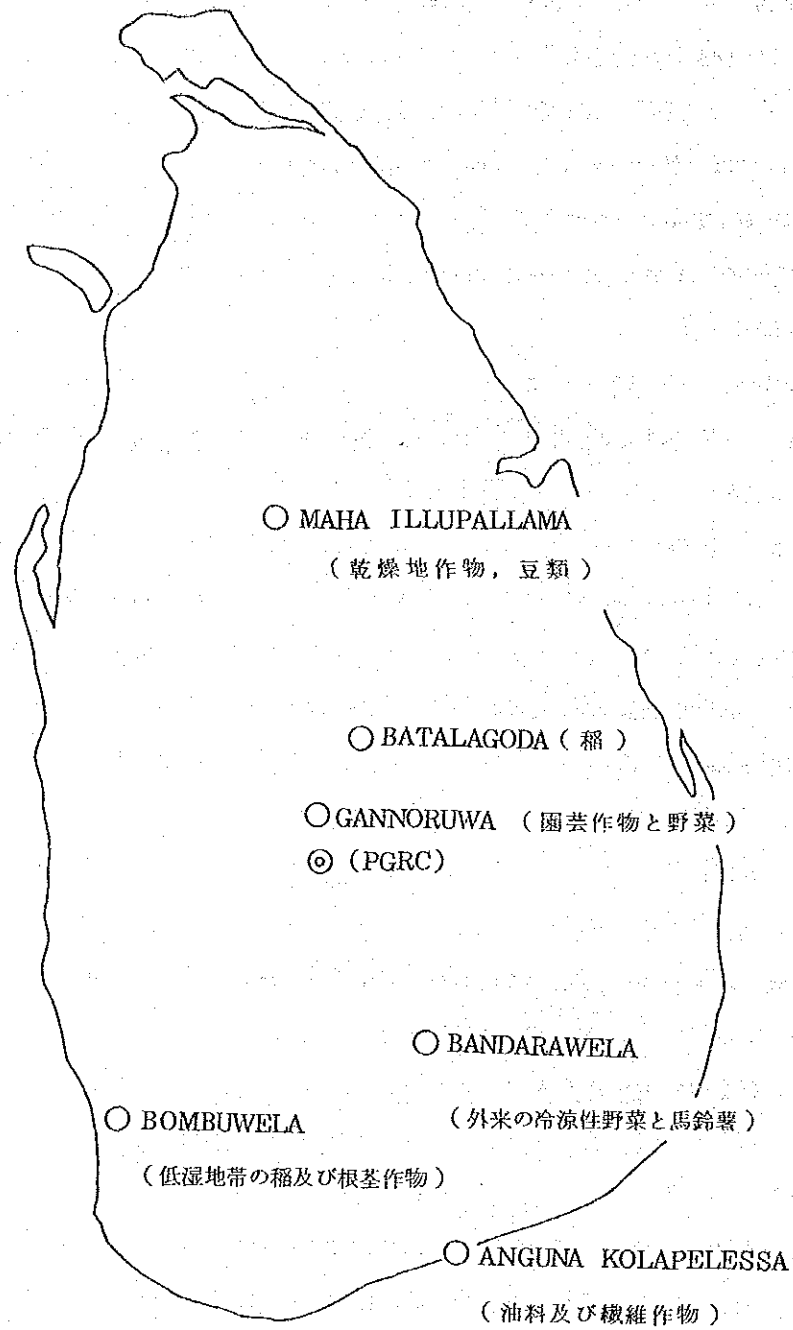 ○ MAHA ILLUPALLAMA
（乾燥地作物，豆類）
○ BATALAGODA（稲）
○ GANNORUWA （園芸作物と野菜）
◎ (PGRC)
○ BANDARAWELA
（外来の冷涼性野菜と馬鈴薯）
○ BOMBUWELA
（低湿地帯の稲及び根茎作物）
○ ANGUNA KOLAPELESSA
（油料及び繊維作物）